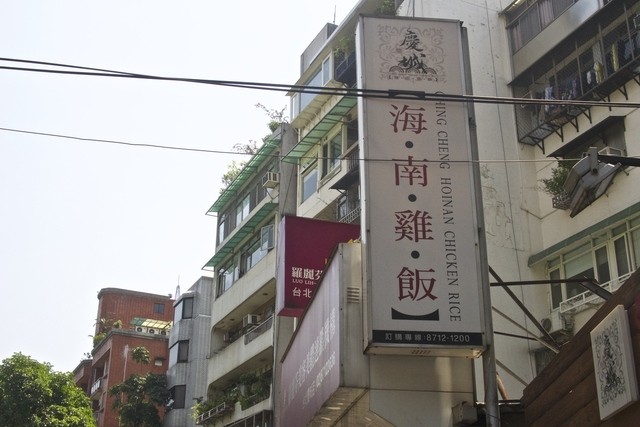 慶城
【海·南·雞·飯】
CHING CHENG HOINAN CHICKEN RICE
訂購專線:8712-1200
羅麗芬
台北